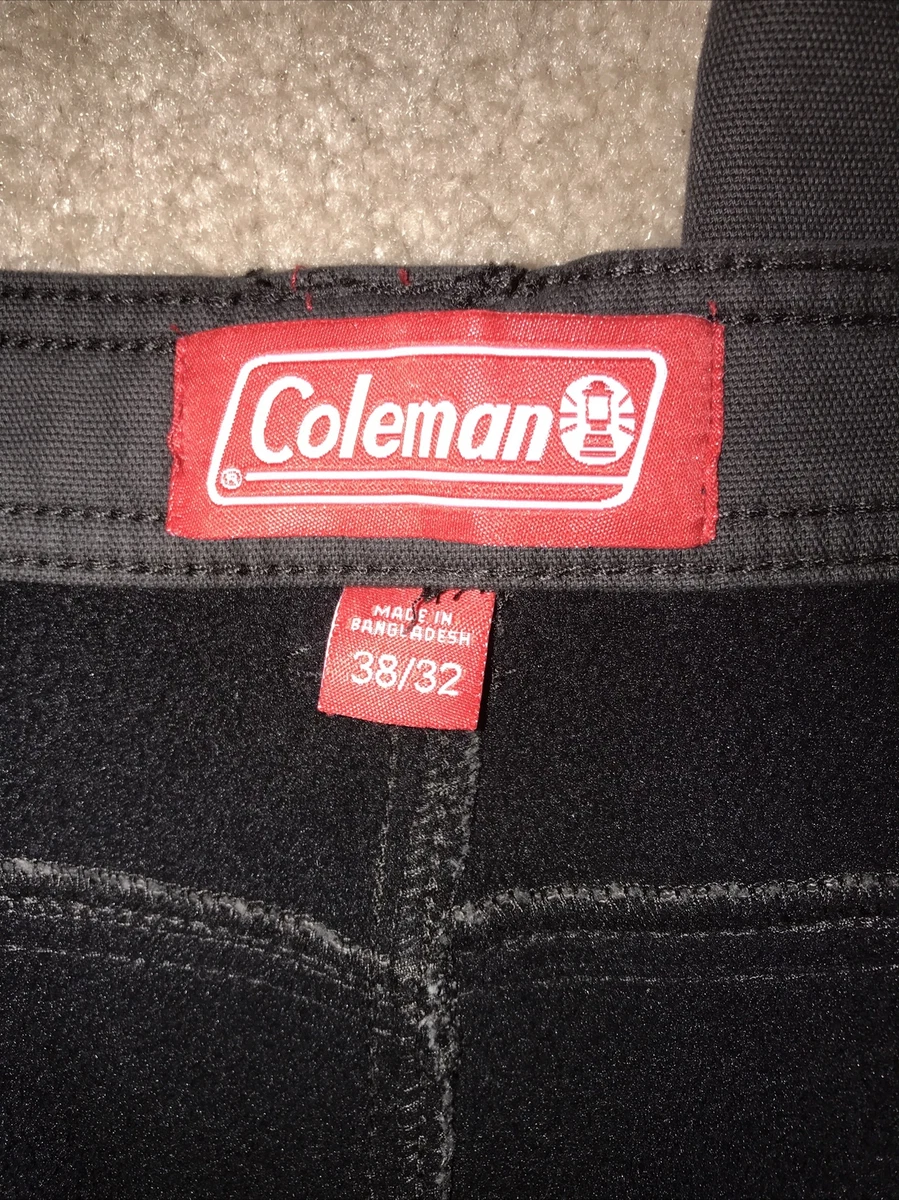 Coleman
®
MADE IN
BANGLADESH
38/32